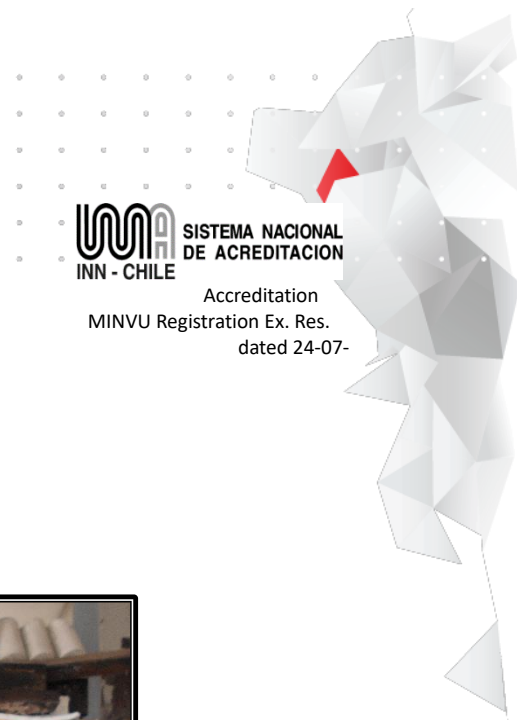 SISTEMA NACIONAL
DE ACREDITACION
INN - CHILE
Accreditation
MINVU Registration Ex. Res.
dated 24-07-